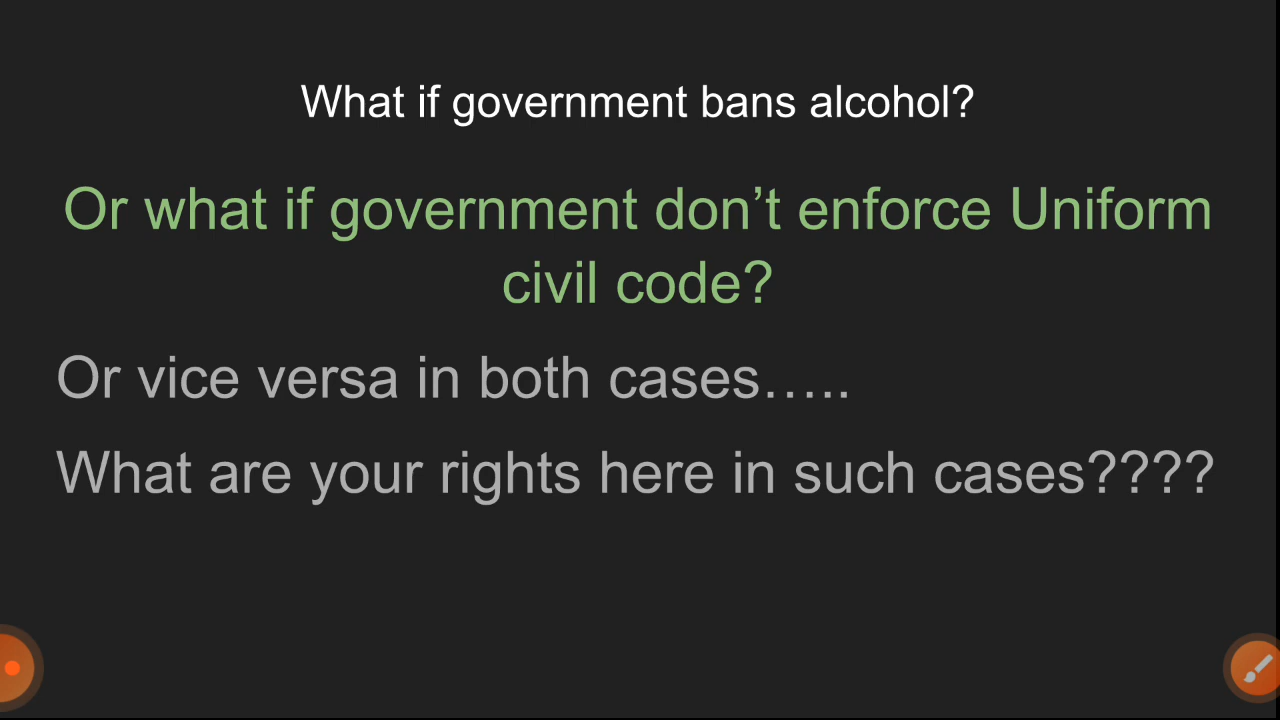 What if government bans alcohol?
Or what if government don’t enforce Uniform
civil code?
Or vice versa in both cases…..
What are your rights here in such cases????